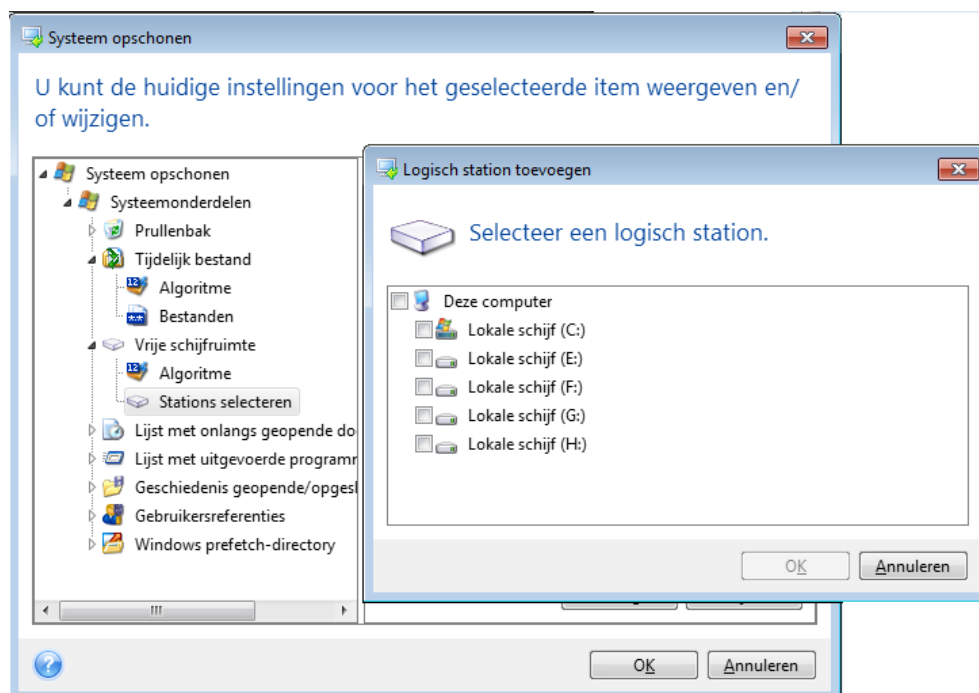 Systeem opschonen
U kunt de huidige instellingen voor het geselecteerde item weergeven en/
of wijzigen.
Systeem opschonen
Systeemonderdelen
Prullenbak
Tijdelijk bestand
Algoritme
Bestanden
Vrije schijfruimte
Algoritme
Stations selecteren
Lijst met onlangs geopende do
Lijst met uitgevoerde
Geschiedenis
Gebruikersreferenties
Windows prefetch-directory
OK
Annuleren
Logisch station toevoegen
Selecteer een logisch station.
Deze computer
Lokale schijf (C:)
Lokale schijf (E:)
Lokale schijf (F:)
Lokale schijf (G:)
Lokale schijf (H:)
OK
Annuleren